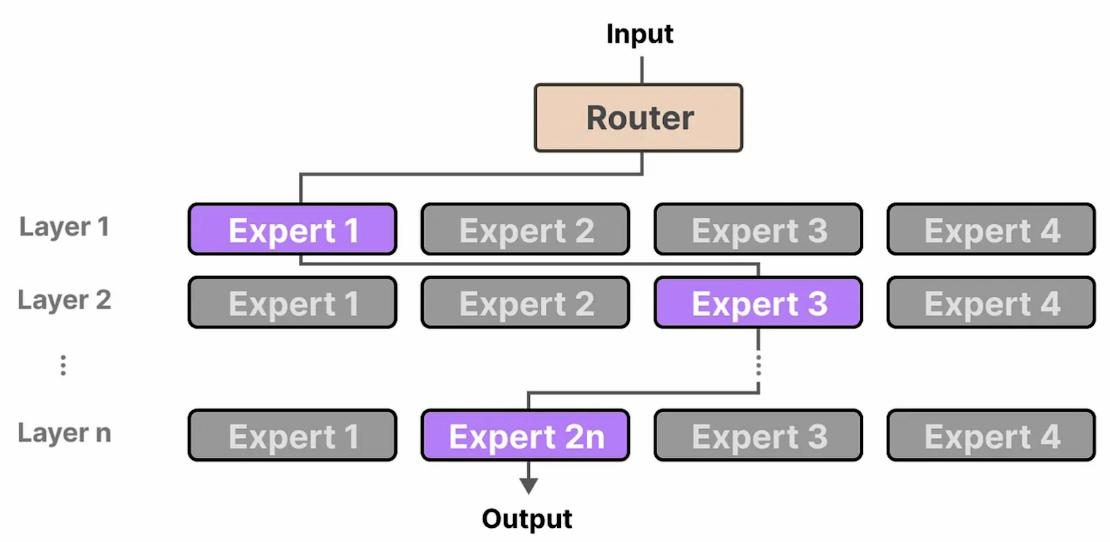 Input
Router
Layer 1 Expert 1 Expert 2 Expert 3 Expert 4
Layer 2 Expert 1 Expert 2 Expert 3 Expert 4
⋮
Layer n Expert 1 Expert 2n Expert 3 Expert 4
Output